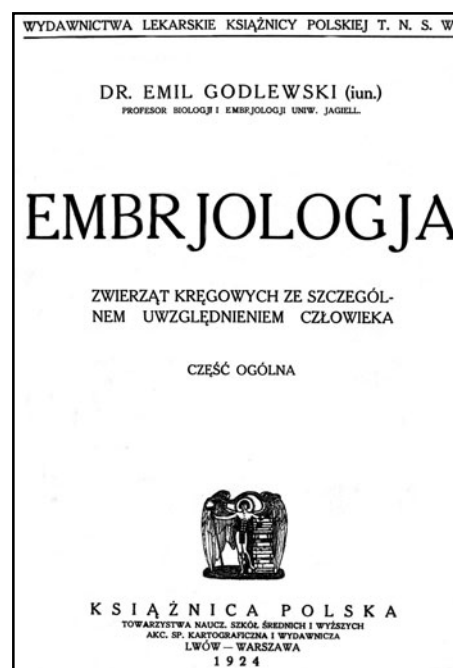 WYDAWNICTWA LEKARSKIE KSIĄŻNICY POLSKIEJ T. N. S. W
DR. EMIL GODLEWSKI (iun.)
PROFESOR BIOLOGJI I EMBRJOLOGJI UNIW. JAGIELL.
EMBRJOLOGJA
ZWIERZĄT KRĘGOWYCH ZE SZCZEGÓL-
NEM UWZGLĘDNIENIEM CZŁOWIEKA
CZĘŚĆ OGÓLNA
KSIĄŻNICA POLSKA
TOWARZYSTWA NAUCZ. SZKÓŁ ŚREDNICH I WYŻSZYCH
AKC. SP. KARTOGRAFICZNA I WYDAWNICZA
LWÓW — WARSZAWA
1924